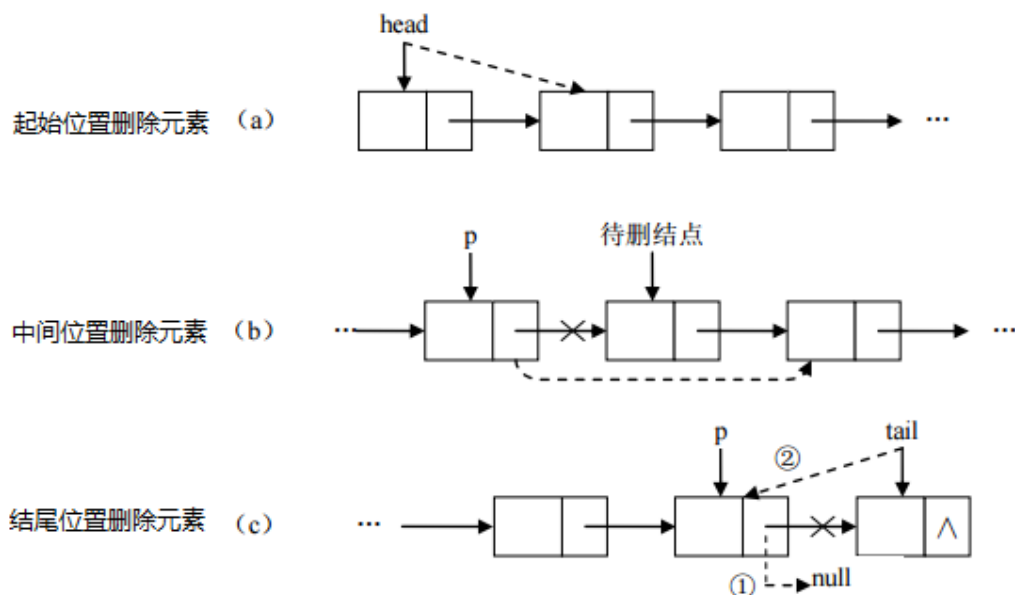 head
起始位置删除元素 (a) ...
p 待删结点
中间位置删除元素 (b) ... ...
p ② tail
结尾位置删除元素 (c) ... ∧
① null